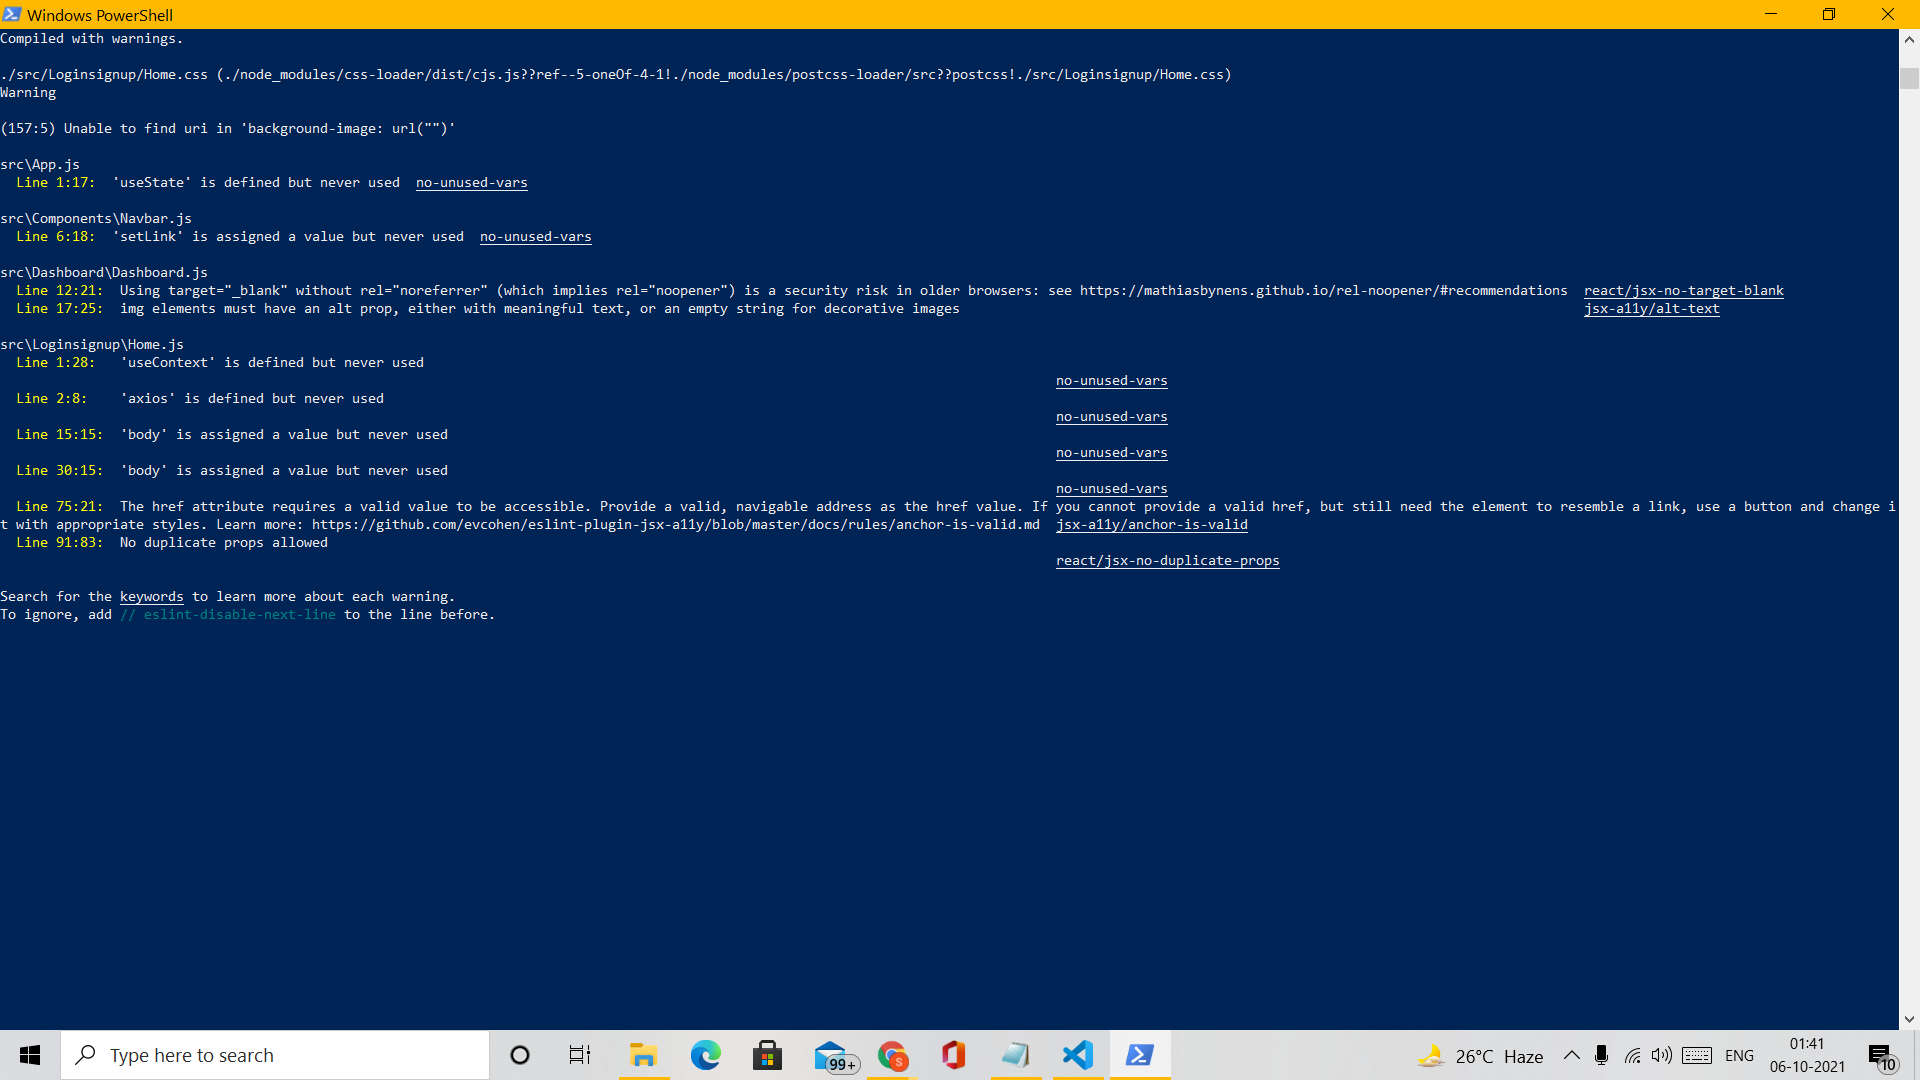 Windows PowerShell
Compiled with warnings.
./src/Loginsignup/Home.css (./node_modules/css-loader/dist/cjs.js??ref--5-oneOf-4-1!./node_modules/postcss-loader/src??postcss!./src/Loginsignup/Home.css)
Warning
(157:5) Unable to find uri in 'background-image: url("")'
src\App.js
Line 1:17:  'useState' is defined but never used  no-unused-vars
src\Components\Navbar.js
Line 6:18:  'setLink' is assigned a value but never used  no-unused-vars
src\Dashboard\Dashboard.js
Line 12:21:  Using target="_blank" without rel="noreferrer" (which implies rel="noopener") is a security risk in older browsers: see https://mathiasbynens.github.io/rel-noopener/#recommendations  react/jsx-no-target-blank
Line 17:25:  img elements must have an alt prop, either with meaningful text, or an empty string for decorative images  jsx-a11y/alt-text
src\Loginsignup\Home.js
Line 1:28:   'useContext' is defined but never used
no-unused-vars
Line 2:8:    'axios' is defined but never used
no-unused-vars
Line 15:15:  'body' is assigned a value but never used
no-unused-vars
Line 30:15:  'body' is assigned a value but never used
no-unused-vars
Line 75:21:  The href attribute requires a valid value to be accessible. Provide a valid, navigable address as the href value. If you cannot provide a valid href, but still need the element to resemble a link, use a button and change i
t with appropriate styles. Learn more: https://github.com/evcohen/eslint-plugin-jsx-a11y/blob/master/docs/rules/anchor-is-valid.md  jsx-a11y/anchor-is-valid
Line 91:83:  No duplicate props allowed
react/jsx-no-duplicate-props
Search for the keywords to learn more about each warning.
To ignore, add // eslint-disable-next-line to the line before.
Type here to search
99+
S
26°C Haze
ENG
01:41
06-10-2021
10